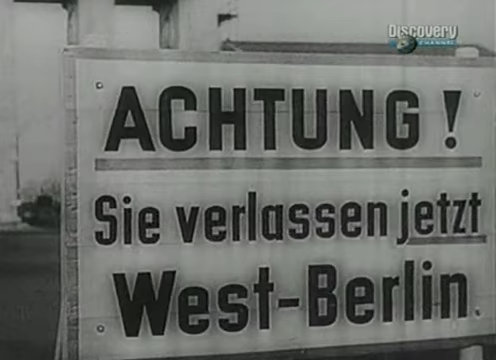 Discovery
CHANNEL
ACHTUNG!
Sie verlassen jetzt
West-Berlin.